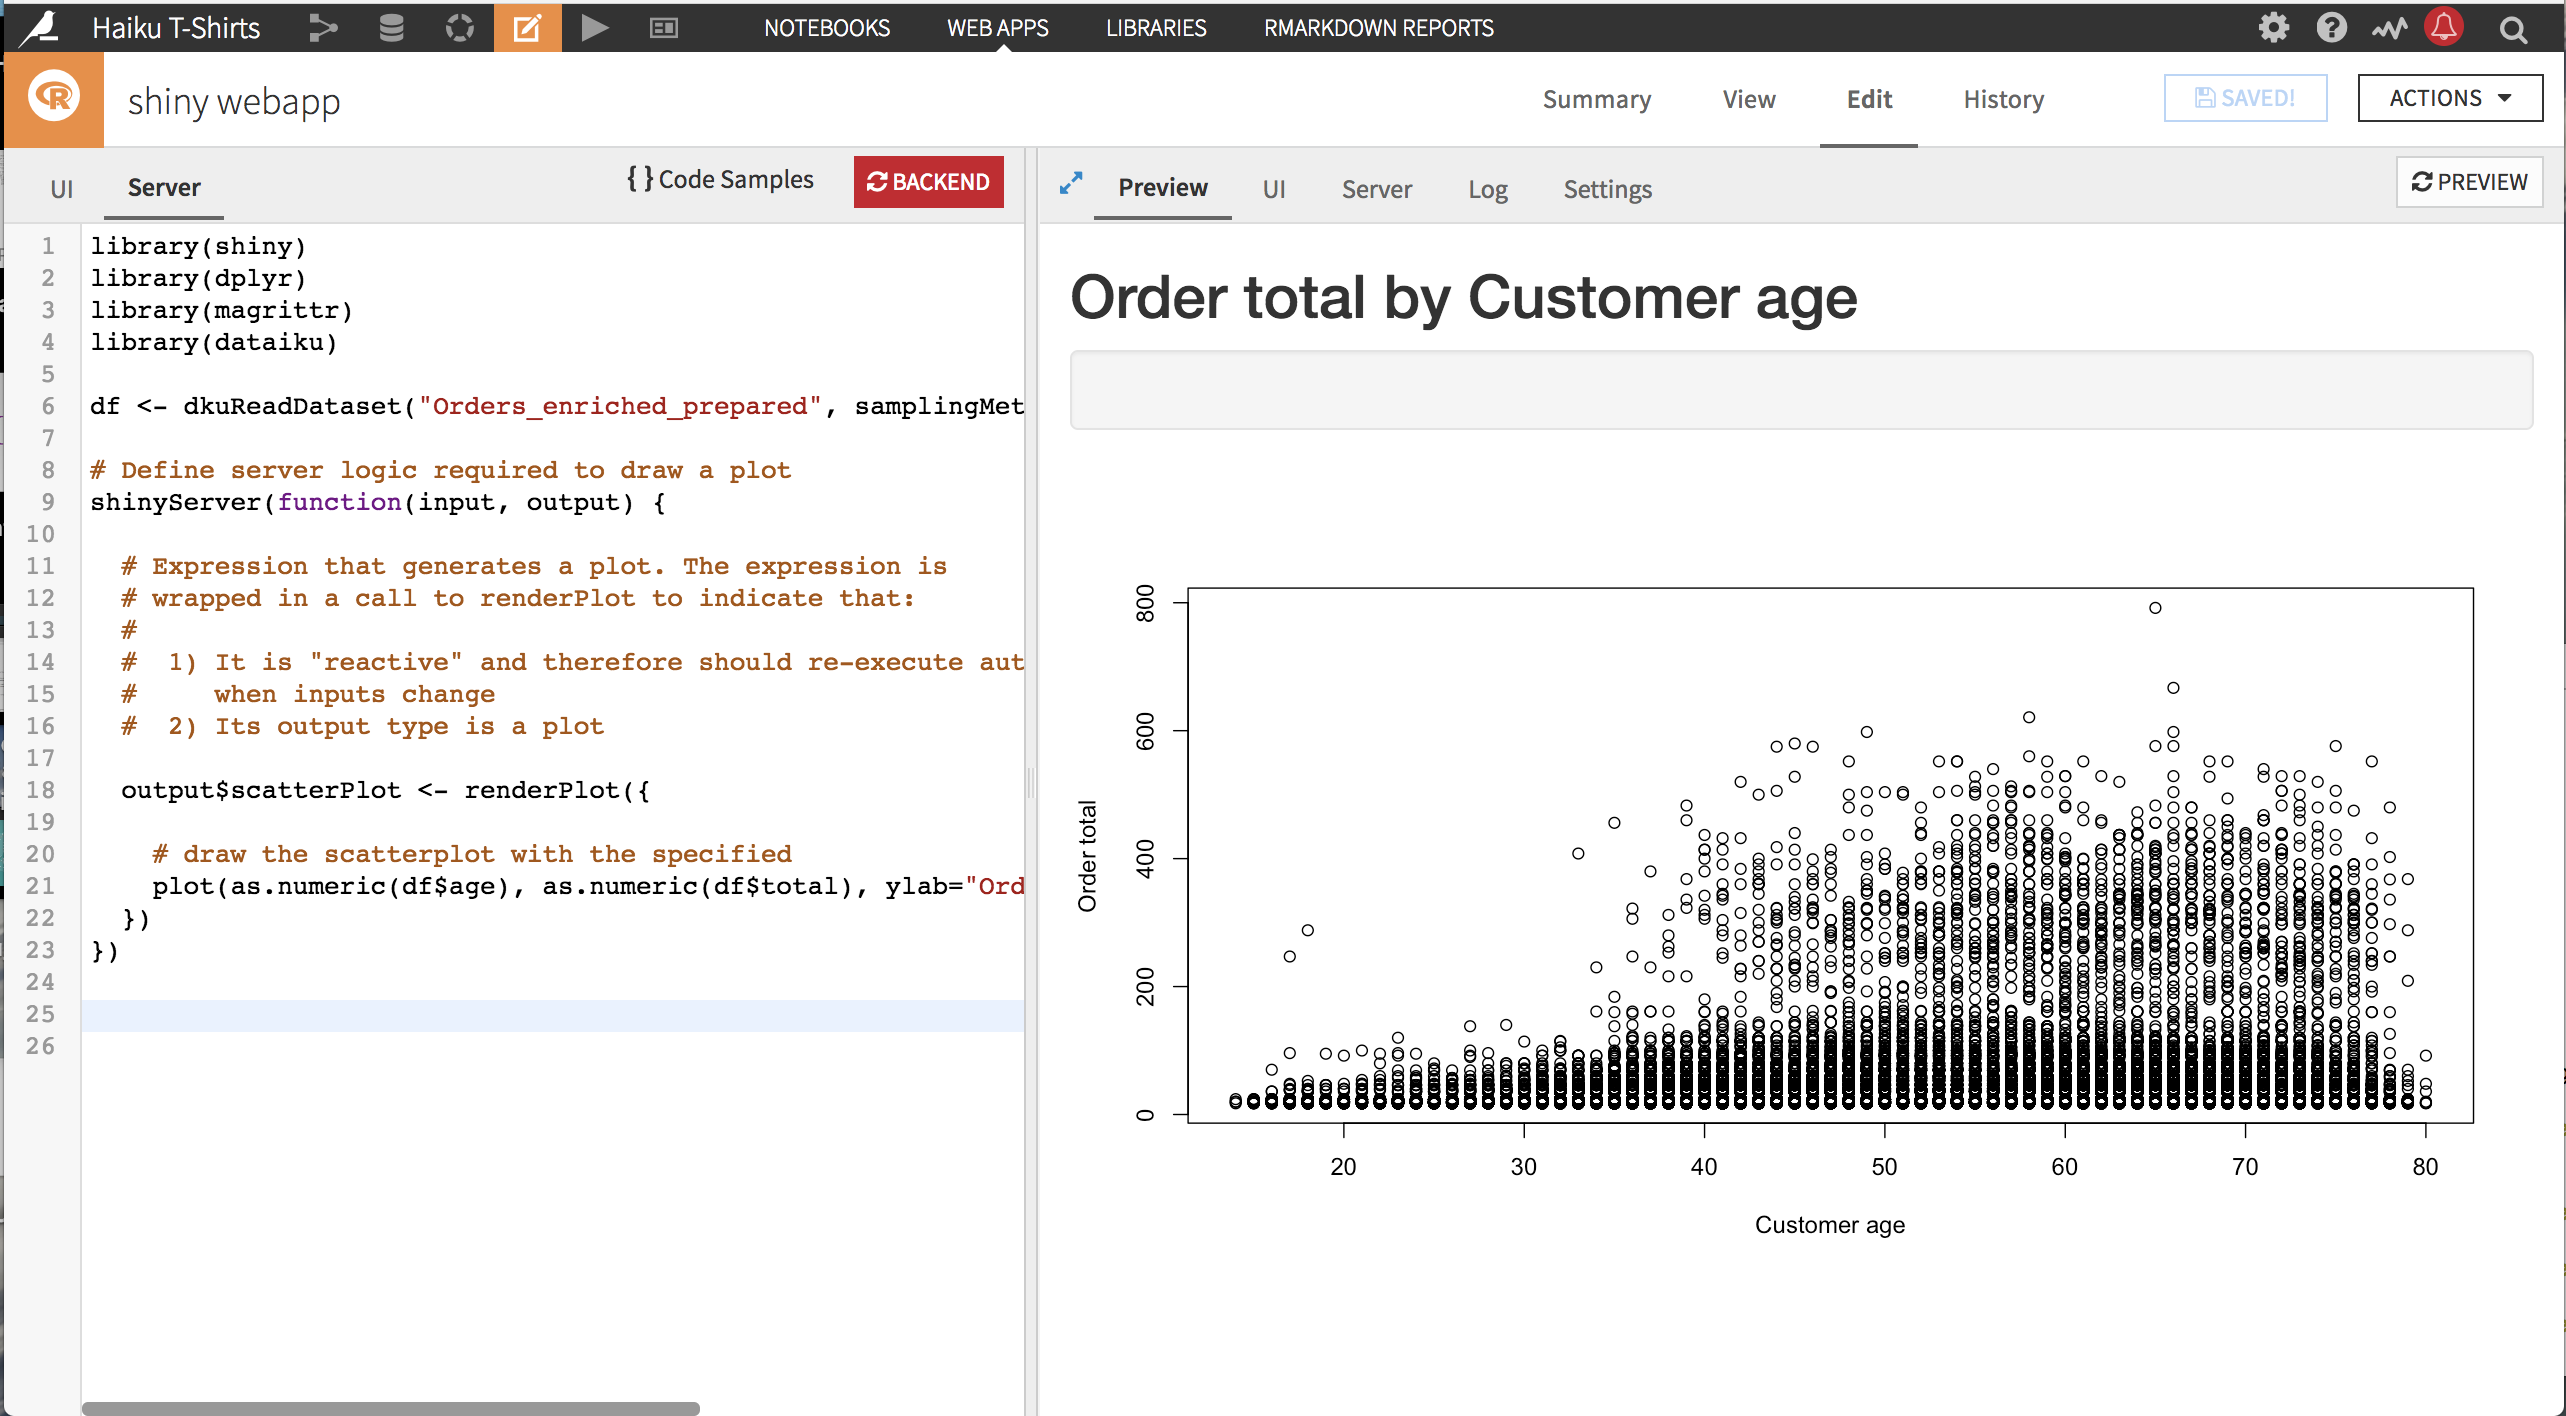 Haiku T-Shirts
NOTEBOOKS WEB APPS LIBRARIES RMARKDOWN REPORTS
R
shiny webapp
Summary View Edit History SAVED! ACTIONS
UI Server { } Code Samples BACKEND
1 library(shiny)
2 library(dplyr)
3 library(magrittr)
4 library(dataiku)
5
6 df <- dkuReadDataset("Orders_enriched_prepared", samplingMet
7
8 # Define server logic required to draw a plot
9 shinyServer(function(input, output) {
10
11 # Expression that generates a plot. The expression is
12 # wrapped in a call to renderPlot to indicate that:
13 #
14 # 1) It is "reactive" and therefore should re-execute aut
15 # when inputs change
16 # 2) Its output type is a plot
17
18 output$scatterPlot <- renderPlot({
19
20 # draw the scatterplot with the specified
21 plot(as.numeric(df$age), as.numeric(df$total), ylab="Ord
22 })
23 })
24
25
26
Preview UI Server Log Settings PREVIEW
Order total by Customer age
800
600
400
200
0
Order total
20 30 40 50 60 70 80
Customer age